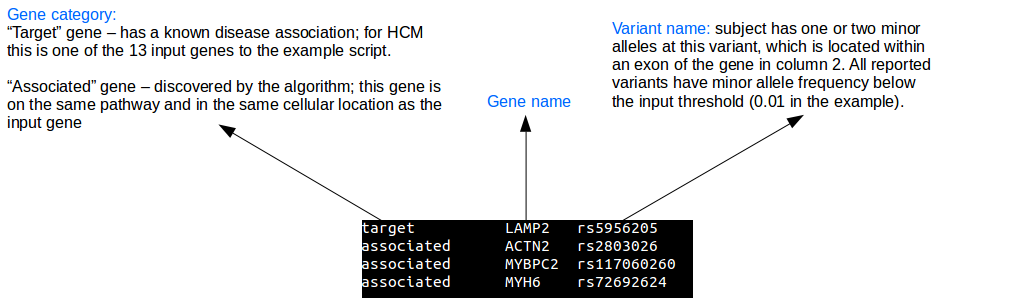 Gene category:
“Target” gene – has a known disease association; for HCM
this is one of the 13 input genes to the example script.
“Associated” gene – discovered by the algorithm; this gene is
on the same pathway and in the same cellular location as the
input gene
Gene name
Variant name: subject has one or two minor
alleles at this variant, which is located within
an exon of the gene in column 2. All reported
variants have minor allele frequency below
the input threshold (0.01 in the example).
target LAMP2 rs5956205
associated ACTN2 rs2803026
associated MYBPC2 rs117060260
associated MYH6 rs72692624